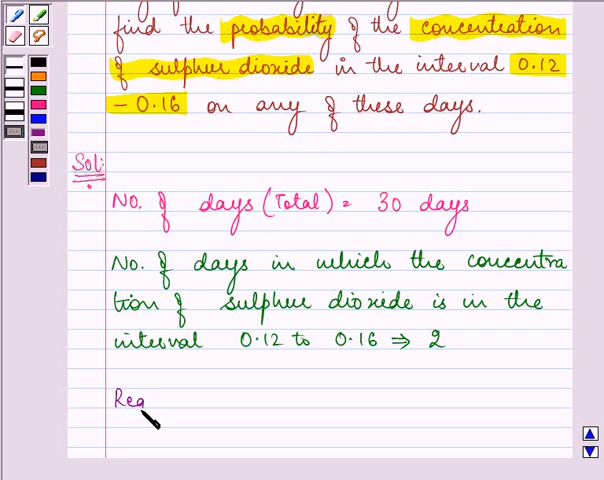 find the probability of the concentration
of sulphur dioxide in the interval 0.12
- 0.16 on any of these days.
Sol:
No. of days (Total) = 30 days
No. of days in which the concentra
tion of sulphur dioxide is in the
interval 0.12 to 0.16 ⇒ 2
Req